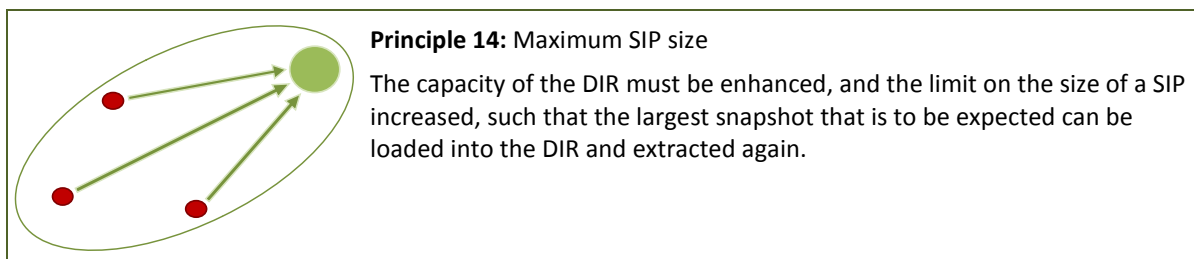 Principle 14: Maximum SIP size
The capacity of the DIR must be enhanced, and the limit on the size of a SIP
increased, such that the largest snapshot that is to be expected can be
loaded into the DIR and extracted again.